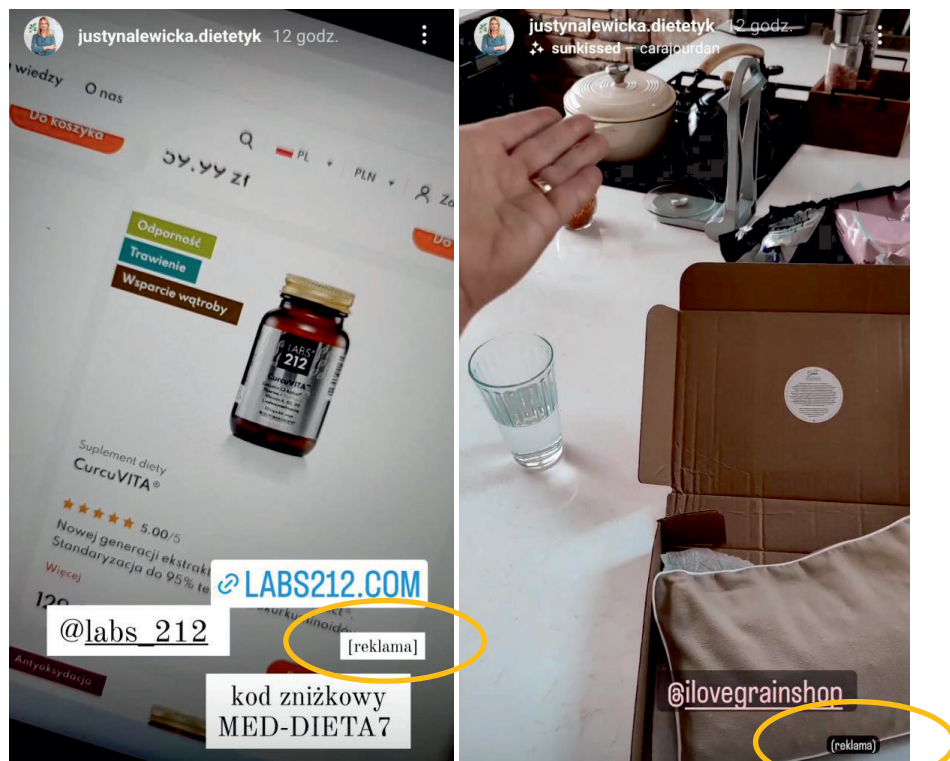 justynalewicka.dietetyk 12 godz.
wiedzy O nas
Do koszyka
PL PLN
59.99 zł
Do
Odporność
Trawienie
Wsparcie wątroby
LABS
212
CurcuVITA™
Suplement diety
CurcuVITA®
5.00/5
Nowej generacji ekstrakt
Standaryzacja do 95%
Więcej
LABS212.COM
@labs_212
[reklama]
Antyoksydacja
kod zniżkowy
MED-DIETA7
justynalewicka.dietetyk 12 godz.
sunkissed – carajourdan
@ilovegrainshop
(reklama)